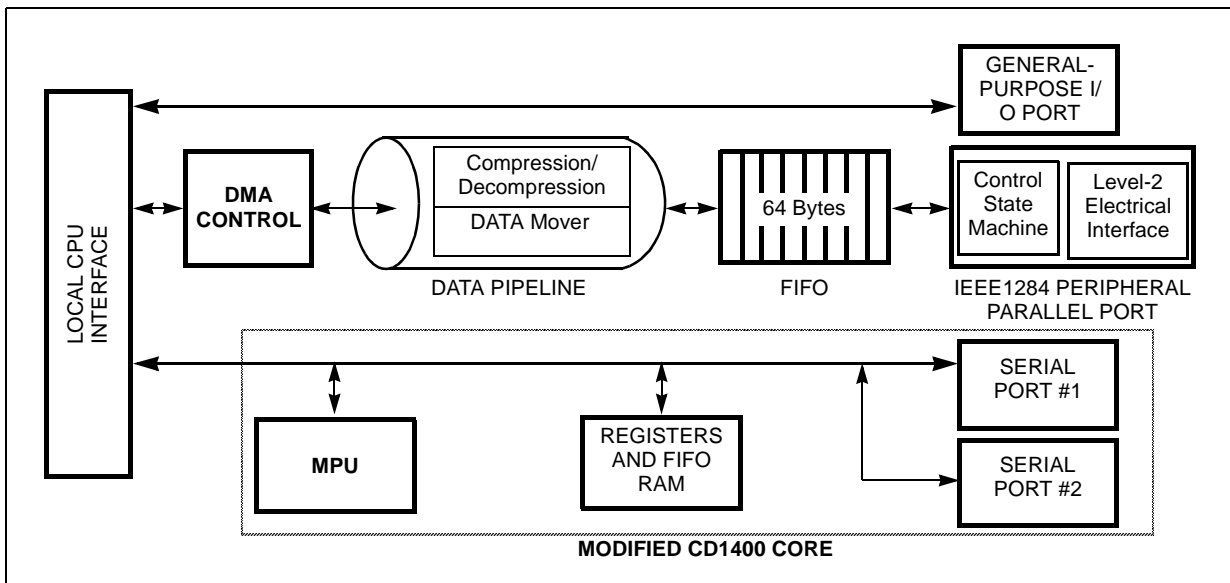 GENERAL-
PURPOSE I/
O PORT
LOCAL CPU
INTERFACE
DMA
CONTROL
Compression/
Decompression
DATA Mover
DATA PIPELINE
64 Bytes
FIFO
Control
State
Machine
Level-2
Electrical
Interface
IEEE1284 PERIPHERAL
PARALLEL PORT
MPU
REGISTERS
AND FIFO
RAM
SERIAL
PORT #1
SERIAL
PORT #2
MODIFIED CD1400 CORE